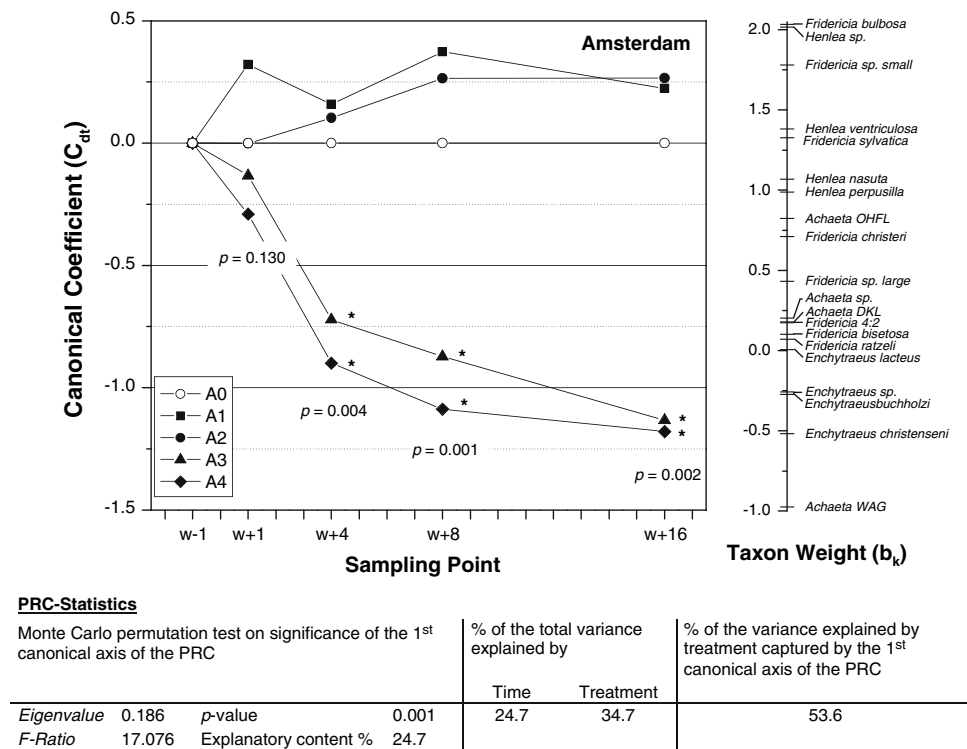 Amsterdam
Canonical Coefficient (Cdt)
0.5
0.0
-0.5
-1.0
-1.5
p = 0.130
*
*
p = 0.004
*
*
p = 0.001
*
*
p = 0.002
A0
A1
A2
A3
A4
w-1 w+1 w+4 w+8 w+16
Sampling Point
2.0
1.5
1.0
0.5
0.0
-0.5
-1.0
Fridericia bulbosa
Henlea sp.
Fridericia sp. small
Henlea ventriculosa
Fridericia sylvatica
Henlea nasuta
Henlea perpusilla
Achaeta OHFL
Fridericia christeri
Fridericia sp. large
Achaeta sp.
Achaeta DKL
Fridericia 4:2
Fridericia bisetosa
Fridericia ratzeli
Enchytraeus lacteus
Enchytraeus sp.
Enchytraeusbuchholzi
Enchytraeus christenseni
Achaeta WAG
Taxon Weight (bk)
PRC-Statistics
Monte Carlo permutation test on significance of the 1st
canonical axis of the PRC
% of the total variance
explained by
% of the variance explained by
treatment captured by the 1st
canonical axis of the PRC
Time Treatment
Eigenvalue 0.186 p-value 0.001 24.7 34.7 53.6
F-Ratio 17.076 Explanatory content % 24.7